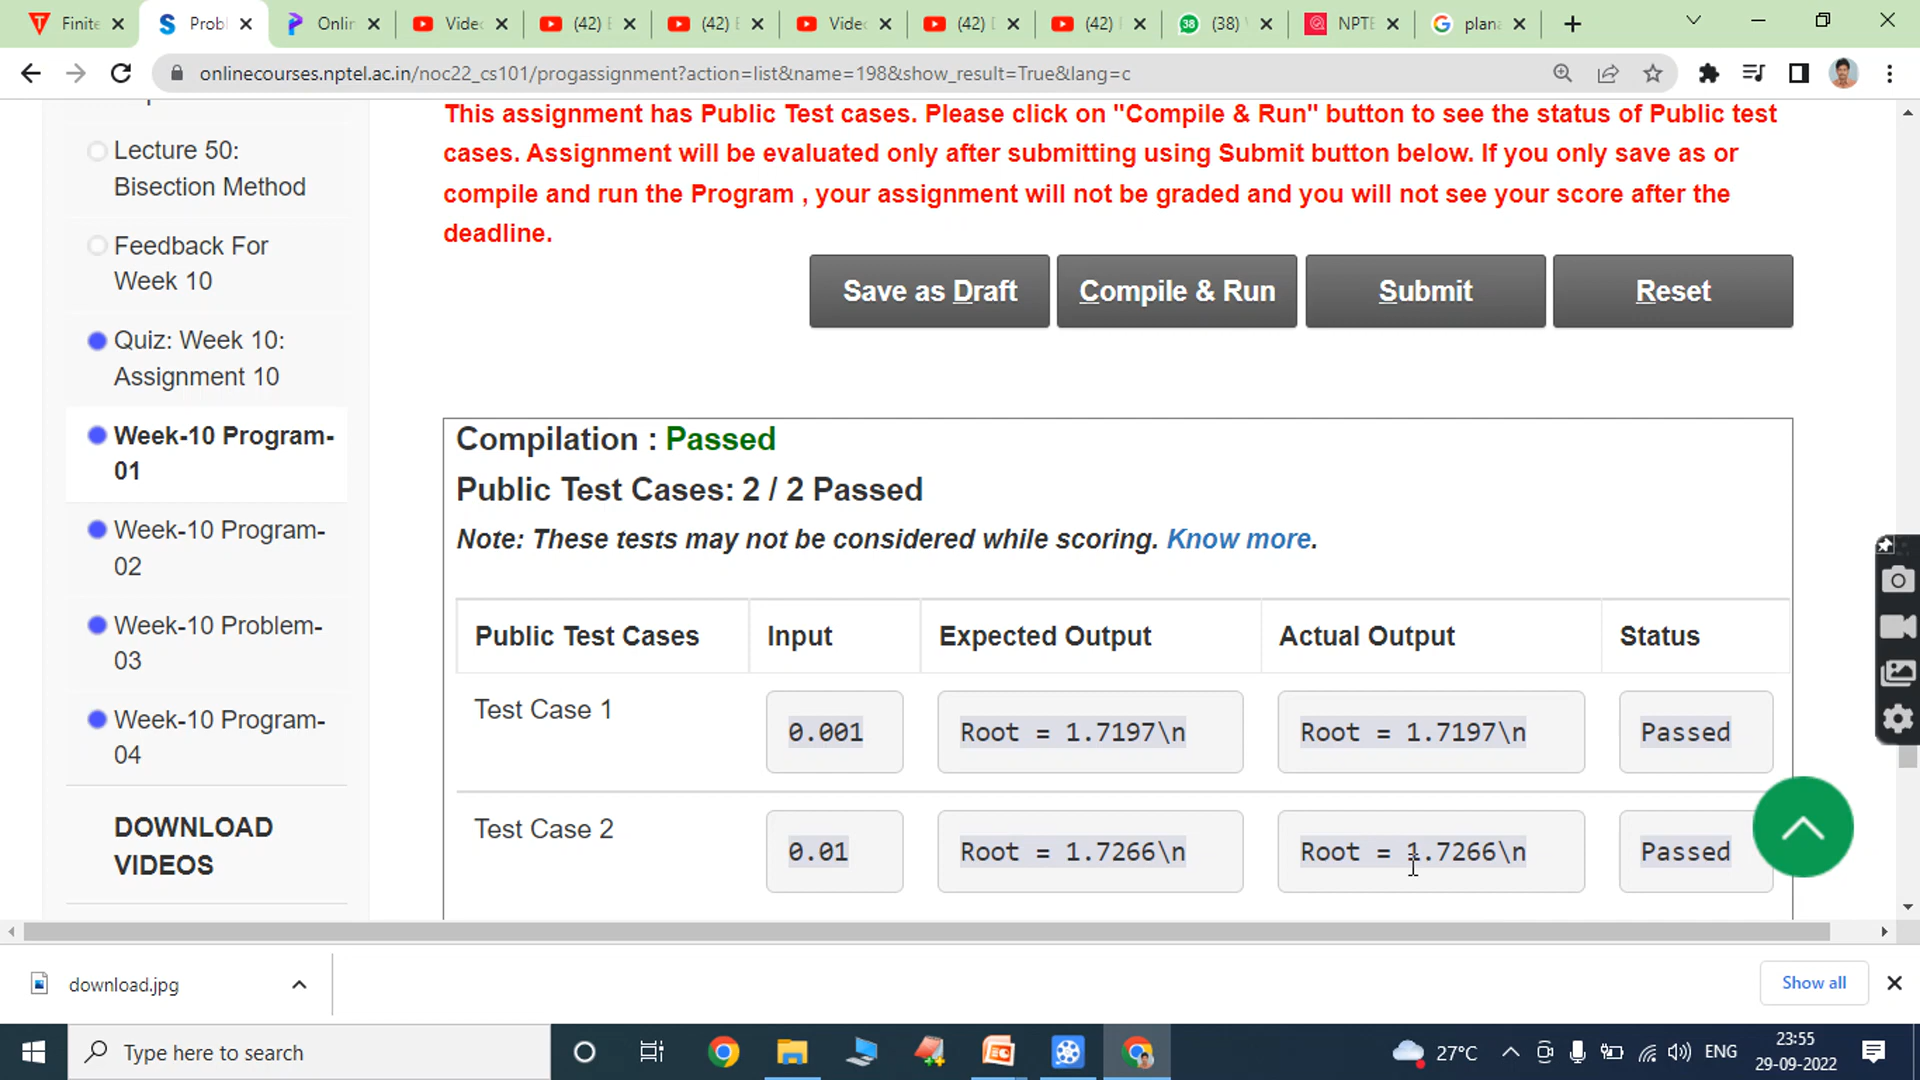 Finite
Probl
Onlin
Video
(42) E
(42) E
Video
(42) D
(42) F
(38)
NPTE
plana
onlinecourses.nptel.ac.in/noc22_cs101/progassignment?action=list&name=198&show_result=True&lang=c
Lecture 50:
Bisection Method
Feedback For
Week 10
Quiz: Week 10:
Assignment 10
Week-10 Program-
01
Week-10 Program-
02
Week-10 Problem-
03
Week-10 Program-
04
DOWNLOAD
VIDEOS
This assignment has Public Test cases. Please click on "Compile & Run" button to see the status of Public test
cases. Assignment will be evaluated only after submitting using Submit button below. If you only save as or
compile and run the Program , your assignment will not be graded and you will not see your score after the
deadline.
Save as Draft
Compile & Run
Submit
Reset
Compilation : Passed
Public Test Cases: 2 / 2 Passed
Note: These tests may not be considered while scoring. Know more.
Public Test Cases Input Expected Output Actual Output Status
Test Case 1 0.001 Root = 1.7197\n Root = 1.7197\n Passed
Test Case 2 0.01 Root = 1.7266\n Root = 1.7266\n Passed
download.jpg
Show all
Type here to search
27°C
ENG
23:55
29-09-2022